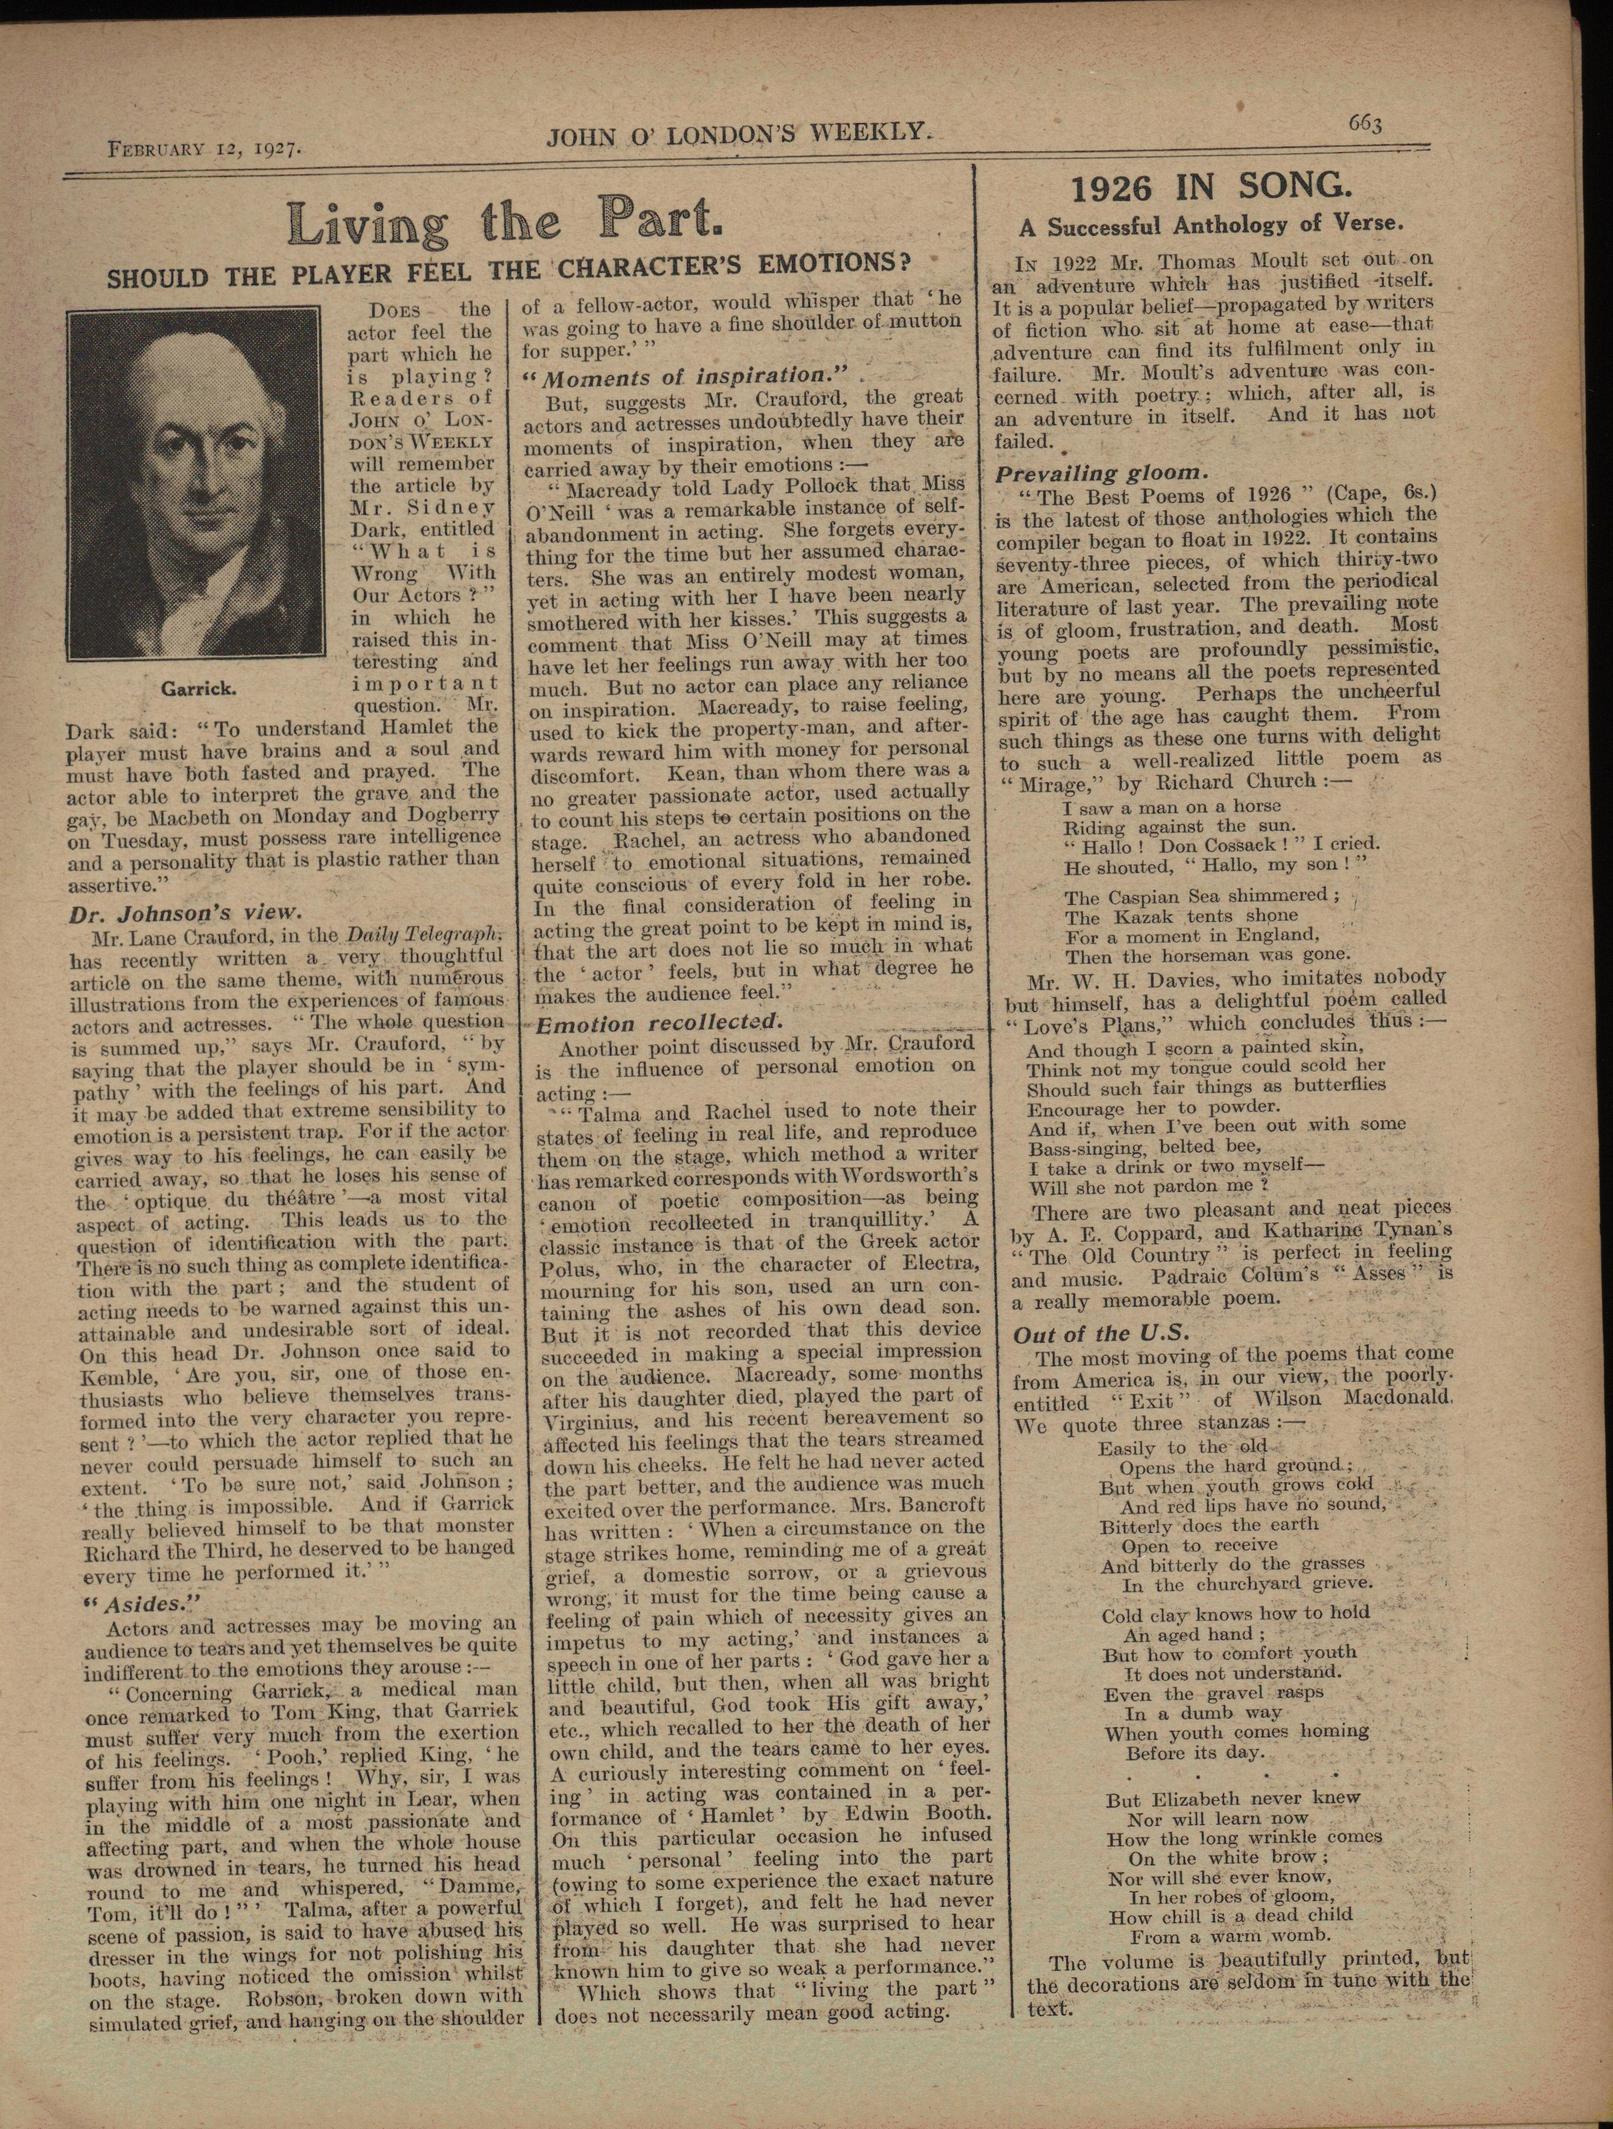 FEBRUARY 12, 1927.
JOHN O' LONDON'S WEEKLY.
663
Living the Part.
SHOULD THE PLAYER FEEL THE CHARACTER'S EMOTIONS?
Garrick.
DOES the
actor feel the
part which he
is playing?
Readers of
JOHN O' LON-
DON'S WEEKLY
will remember
the article by
Mr. Sidney
Dark, entitled
"What is
Wrong With
Our Actors?"
in which he
raised this in-
teresting and
important
question. Mr.
Dark said: "To understand Hamlet the
player must have brains and a soul and
must have both fasted and prayed. The
actor able to interpret the grave and the
gay, be Macbeth on Monday and Dogberry
on Tuesday, must possess rare intelligence
and a personality that is plastic rather than
assertive."
Dr. Johnson's view.
Mr. Lane Crauford, in the Daily Telegraph,
has recently written a very thoughtful
article on the same theme, with numerous
illustrations from the experiences of famous
actors and actresses. "The whole question
is summed up," says Mr. Crauford, "by
saying that the player should be in 'sym-
pathy' with the feelings of his part. And
it may be added that extreme sensibility to
emotion is a persistent trap. For if the actor
gives way to his feelings, he can easily be
carried away, so that he loses his sense of
the 'optique du théâtre'—a most vital
aspect of acting. This leads us to the
question of identification with the part.
There is no such thing as complete identifica-
tion with the part; and the student of
acting needs to be warned against this un-
attainable and undesirable sort of ideal.
On this head Dr. Johnson once said to
Kemble, 'Are you, sir, one of those en-
thusiasts who believe themselves trans-
formed into the very character you repre-
sent?'—to which the actor replied that he
never could persuade himself to such an
extent. 'To be sure not,' said Johnson;
'the thing is impossible. And if Garrick
really believed himself to be that monster
Richard the Third, he deserved to be hanged
every time he performed it.'"
"Asides."
Actors and actresses may be moving an
audience to tears and yet themselves be quite
indifferent to the emotions they arouse:—
"Concerning Garrick, a medical man
once remarked to Tom King, that Garrick
must suffer very much from the exertion
of his feelings. 'Pooh,' replied King, 'he
suffer from his feelings! Why, sir, I was
playing with him one night in Lear, when
in the middle of a most passionate and
affecting part, and when the whole house
was drowned in tears, he turned his head
round to me and whispered, "Damme,
Tom, it'll do!"' Talma, after a powerful
scene of passion, is said to have abused his
dresser in the wings for not polishing his
boots, having noticed the omission whilst
on the stage. Robson, broken down with
simulated grief, and hanging on the shoulder
of a fellow-actor, would whisper that 'he
was going to have a fine shoulder of mutton
for supper.'"
"Moments of inspiration."
But, suggests Mr. Crauford, the great
actors and actresses undoubtedly have their
moments of inspiration, when they are
carried away by their emotions:—
"Macready told Lady Pollock that Miss
O'Neill 'was a remarkable instance of self-
abandonment in acting. She forgets every-
thing for the time but her assumed charac-
ters. She was an entirely modest woman,
yet in acting with her I have been nearly
smothered with her kisses.' This suggests a
comment that Miss O'Neill may at times
have let her feelings run away with her too
much. But no actor can place any reliance
on inspiration. Macready, to raise feeling,
used to kick the property-man, and after-
wards reward him with money for personal
discomfort. Kean, than whom there was a
no greater passionate actor, used actually
to count his steps to certain positions on the
stage. Rachel, an actress who abandoned
herself to emotional situations, remained
quite conscious of every fold in her robe.
In the final consideration of feeling in
acting the great point to be kept in mind is,
that the art does not lie so much in what
the 'actor' feels, but in what degree he
makes the audience feel."
Emotion recollected.
Another point discussed by Mr. Crauford
is the influence of personal emotion on
acting:—
"Talma and Rachel used to note their
states of feeling in real life, and reproduce
them on the stage, which method a writer
has remarked corresponds with Wordsworth's
canon of poetic composition—as being
'emotion recollected in tranquillity.' A
classic instance is that of the Greek actor
Polus, who, in the character of Electra,
mourning for his son, used an urn con-
taining the ashes of his own dead son.
But it is not recorded that this device
succeeded in making a special impression
on the audience. Macready, some months
after his daughter died, played the part of
Virginius, and his recent bereavement so
affected his feelings that the tears streamed
down his cheeks. He felt he had never acted
the part better, and the audience was much
excited over the performance. Mrs. Bancroft
has written: 'When a circumstance on the
stage strikes home, reminding me of a great
grief, a domestic sorrow, or a grievous
wrong, it must for the time being cause a
feeling of pain which of necessity gives an
impetus to my acting,' and instances a
speech in one of her parts: 'God gave her a
little child, but then, when all was bright
and beautiful, God took His gift away,'
etc., which recalled to her the death of her
own child, and the tears came to her eyes.
A curiously interesting comment on 'feel-
ing' in acting was contained in a per-
formance of 'Hamlet' by Edwin Booth.
On this particular occasion he infused
much 'personal' feeling into the part
(owing to some experience the exact nature
of which I forget), and felt he had never
played so well. He was surprised to hear
from his daughter that she had never
known him to give so weak a performance."
Which shows that "living the part"
does not necessarily mean good acting.
1926 IN SONG.
A Successful Anthology of Verse.
IN 1922 Mr. Thomas Moult set out on
an adventure which has justified itself.
It is a popular belief—propagated by writers
of fiction who sit at home at ease—that
adventure can find its fulfilment only in
failure. Mr. Moult's adventure was con-
cerned with poetry; which, after all, is
an adventure in itself. And it has not
failed.
Prevailing gloom.
"The Best Poems of 1926" (Cape, 6s.)
is the latest of those anthologies which the
compiler began to float in 1922. It contains
seventy-three pieces, of which thirty-two
are American, selected from the periodical
literature of last year. The prevailing note
is of gloom, frustration, and death. Most
young poets are profoundly pessimistic,
but by no means all the poets represented
here are young. Perhaps the uncheerful
spirit of the age has caught them. From
such things as these one turns with delight
to such a well-realized little poem as
"Mirage," by Richard Church:—
I saw a man on a horse
Riding against the sun.
"Hallo! Don Cossack!" I cried.
He shouted, "Hallo, my son!"
The Caspian Sea shimmered;
The Kazak tents shone
For a moment in England,
Then the horseman was gone.
Mr. W. H. Davies, who imitates nobody
but himself, has a delightful poem called
"Love's Plans," which concludes thus:—
And though I scorn a painted skin,
Think not my tongue could scold her
Should such fair things as butterflies
Encourage her to powder.
And if, when I've been out with some
Bass-singing, belted bee,
I take a drink or two myself—
Will she not pardon me?
There are two pleasant and neat pieces
by A. E. Coppard, and Katharine Tynan's
"The Old Country" is perfect in feeling
and music. Padraic Colum's "Asses" is
a really memorable poem.
Out of the U.S.
The most moving of the poems that come
from America is, in our view, the poorly-
entitled "Exit" of Wilson Macdonald.
We quote three stanzas:—
Easily to the old
Opens the hard ground;
But when youth grows cold
And red lips have no sound,
Bitterly does the earth
Open to receive
And bitterly do the grasses
In the churchyard grieve.
Cold clay knows how to hold
An aged hand;
But how to comfort youth
It does not understand.
Even the gravel rasps
In a dumb way
When youth comes homing
Before its day.
. . . .
But Elizabeth never knew
Nor will learn now
How the long wrinkle comes
On the white brow;
Nor will she ever know,
In her robes of gloom,
How chill is a dead child
From a warm womb.
The volume is beautifully printed, but
the decorations are seldom in tune with the
text.